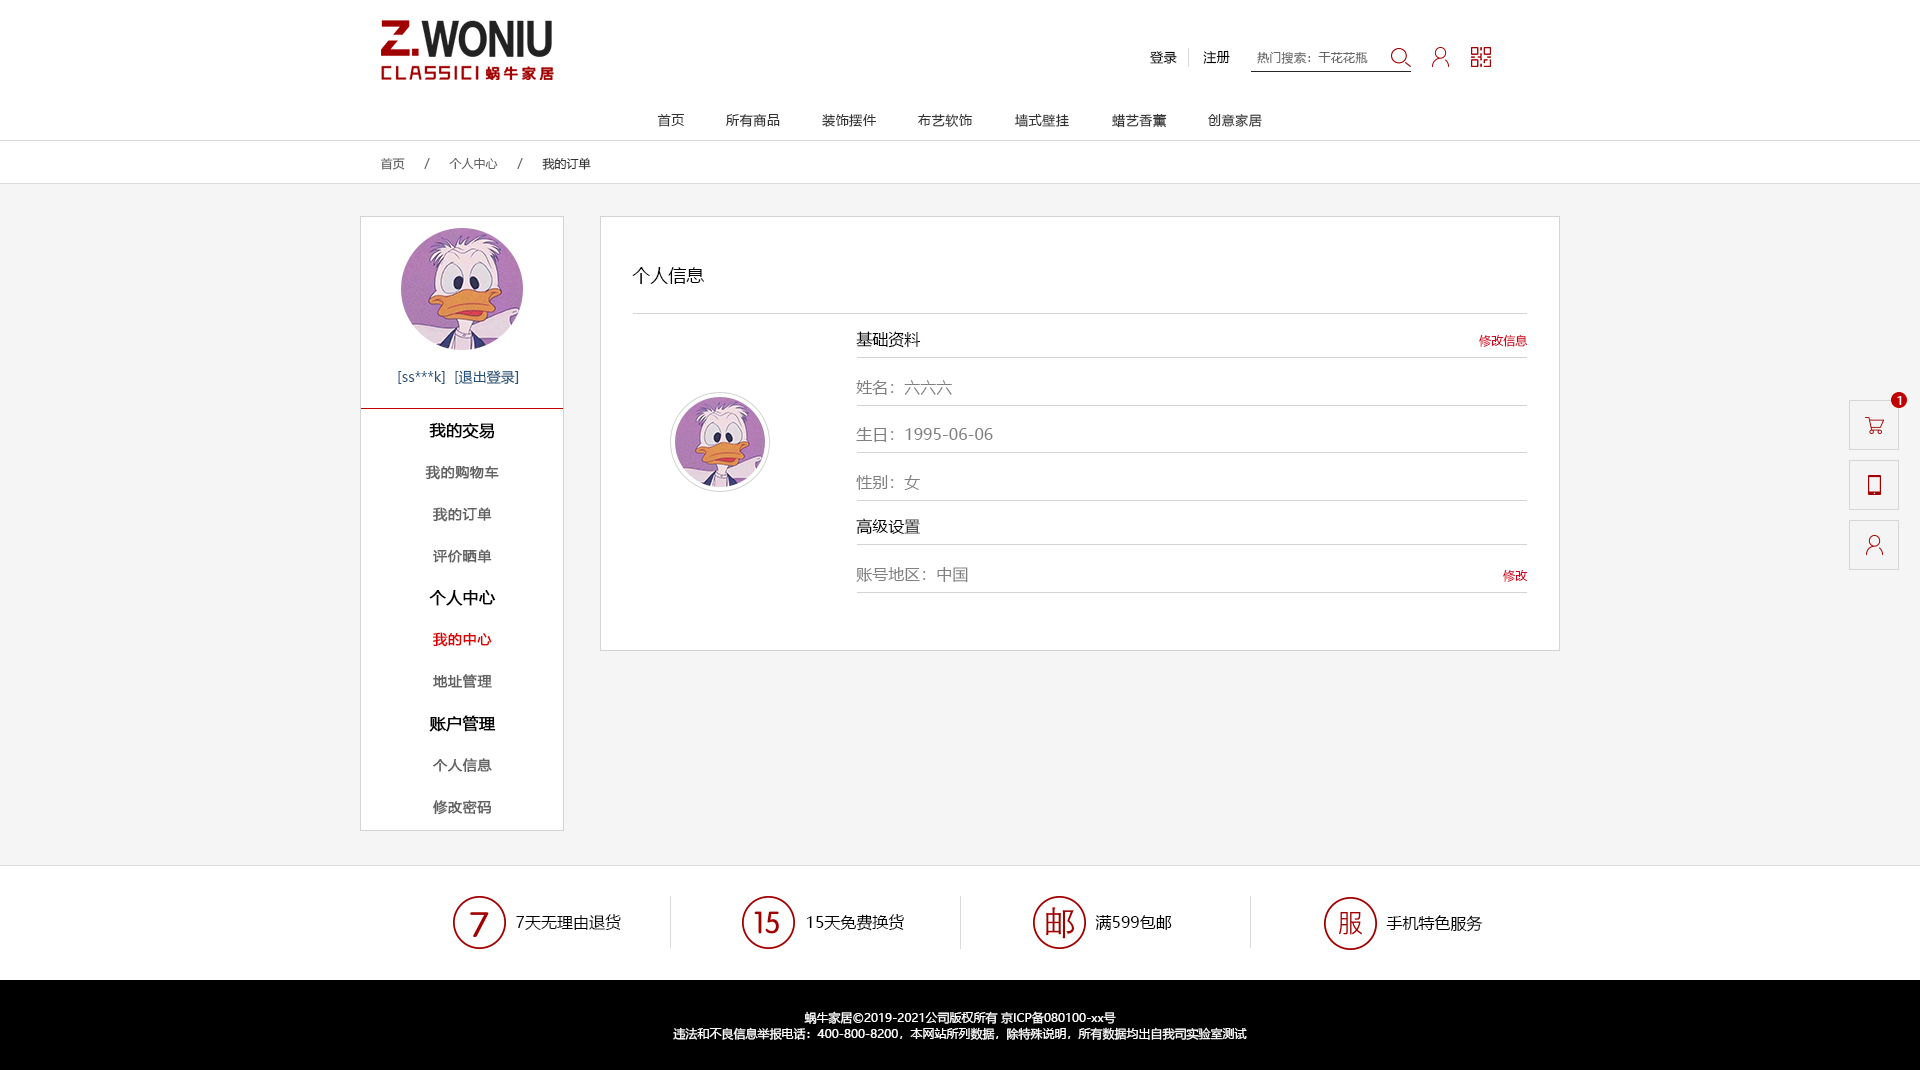 Z.WONIU
CLASSICI 蜗牛家居
登录
注册
热门搜索：干花花瓶
首页
所有商品
装饰摆件
布艺软饰
墙式壁挂
蜡艺香薰
创意家居
首页 / 个人中心 / 我的订单
[ss***k] [退出登录]
我的交易
我的购物车
我的订单
评价晒单
个人中心
我的中心
地址管理
账户管理
个人信息
修改密码
个人信息
基础资料
修改信息
姓名：六六六
生日：1995-06-06
性别：女
高级设置
账号地区：中国
修改
1
7 7天无理由退货
15 15天免费换货
邮 满599包邮
服 手机特色服务
蜗牛家居©2019-2021公司版权所有 京ICP备080100-xx号
违法和不良信息举报电话：400-800-8200，本网站所列数据，除特殊说明，所有数据均出自我司实验室测试